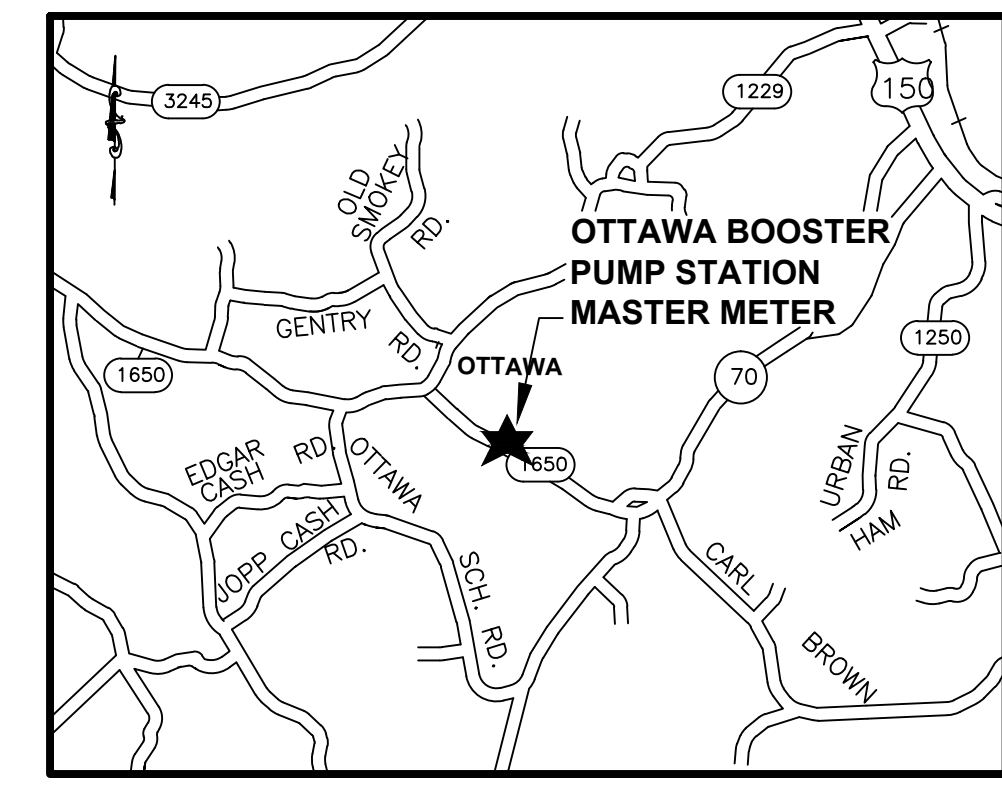 3245
1229
150
OLD
SMOKEY
RD.
OTTAWA BOOSTER
PUMP STATION
MASTER METER
GENTRY
RD.
1250
OTTAWA
1650
70
EDGAR
CASH
RD.
OTTAWA
1650
URBAN
HAM
RD.
JOPP CASH
RD.
SCH. RD.
CARL
BROWN